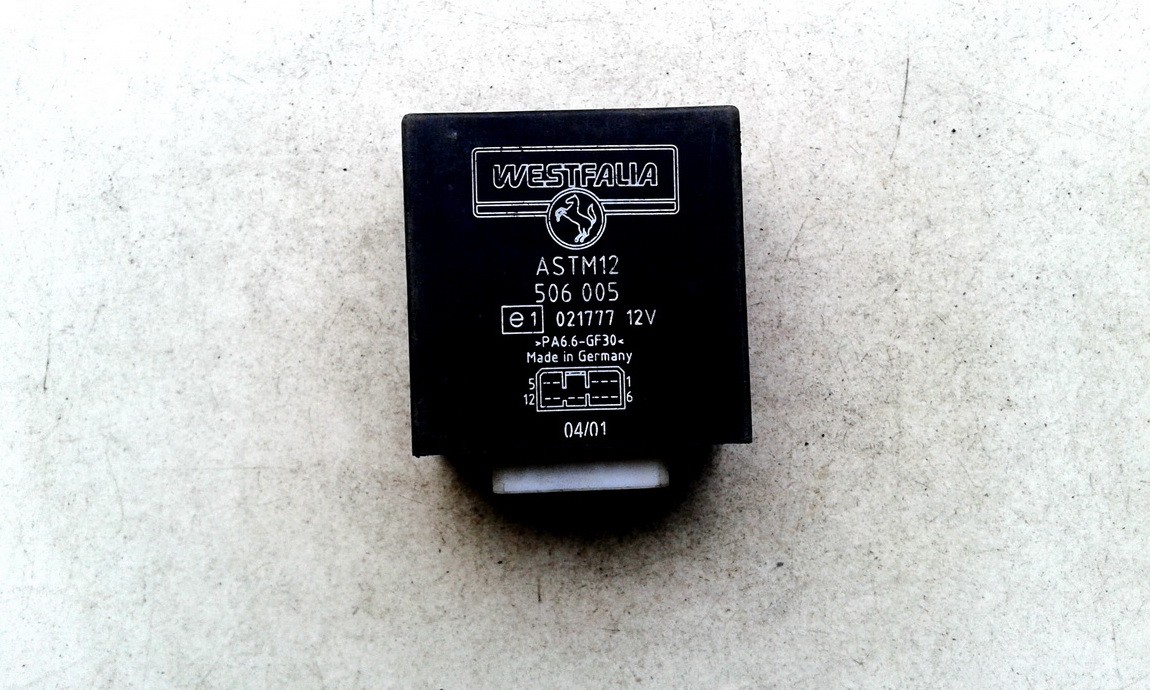 WESTFALIA
ASTM12
506 005
e1 021777 12V
>PA6.6-GF30<
Made in Germany
5 1
12 6
04/01